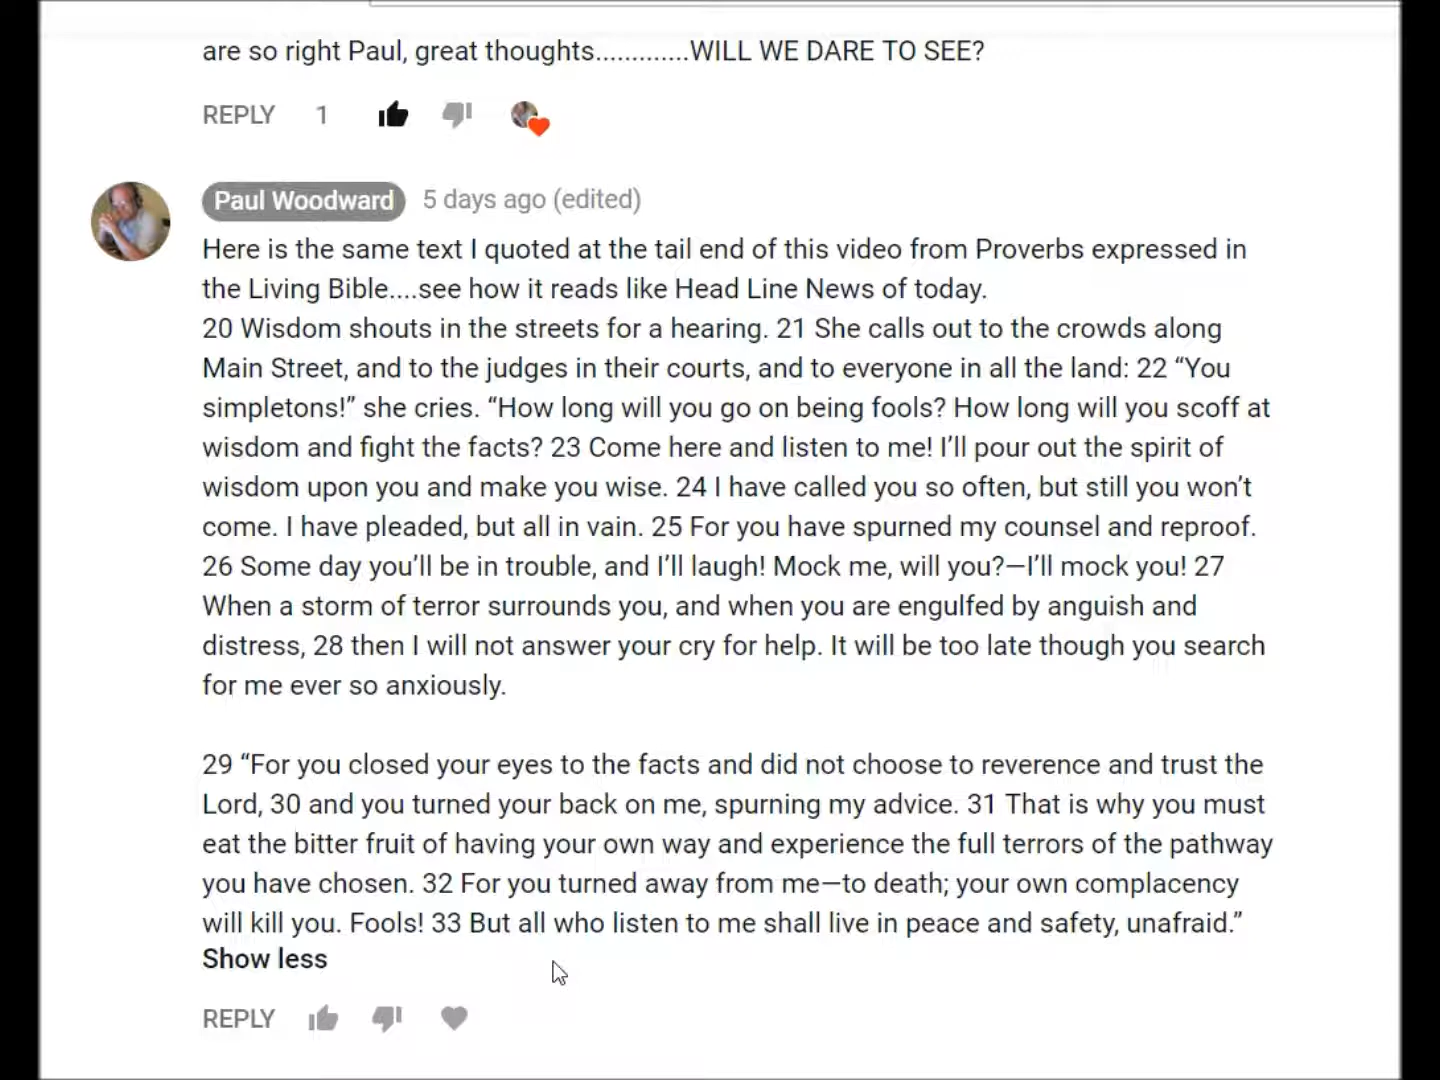 are so right Paul, great thoughts.............WILL WE DARE TO SEE?
REPLY 1
Paul Woodward 5 days ago (edited)
Here is the same text I quoted at the tail end of this video from Proverbs expressed in
the Living Bible....see how it reads like Head Line News of today.
20 Wisdom shouts in the streets for a hearing. 21 She calls out to the crowds along
Main Street, and to the judges in their courts, and to everyone in all the land: 22 “You
simpletons!” she cries. “How long will you go on being fools? How long will you scoff at
wisdom and fight the facts? 23 Come here and listen to me! I’ll pour out the spirit of
wisdom upon you and make you wise. 24 I have called you so often, but still you won’t
come. I have pleaded, but all in vain. 25 For you have spurned my counsel and reproof.
26 Some day you’ll be in trouble, and I’ll laugh! Mock me, will you?—I’ll mock you! 27
When a storm of terror surrounds you, and when you are engulfed by anguish and
distress, 28 then I will not answer your cry for help. It will be too late though you search
for me ever so anxiously.
29 “For you closed your eyes to the facts and did not choose to reverence and trust the
Lord, 30 and you turned your back on me, spurning my advice. 31 That is why you must
eat the bitter fruit of having your own way and experience the full terrors of the pathway
you have chosen. 32 For you turned away from me—to death; your own complacency
will kill you. Fools! 33 But all who listen to me shall live in peace and safety, unafraid.”
Show less
REPLY